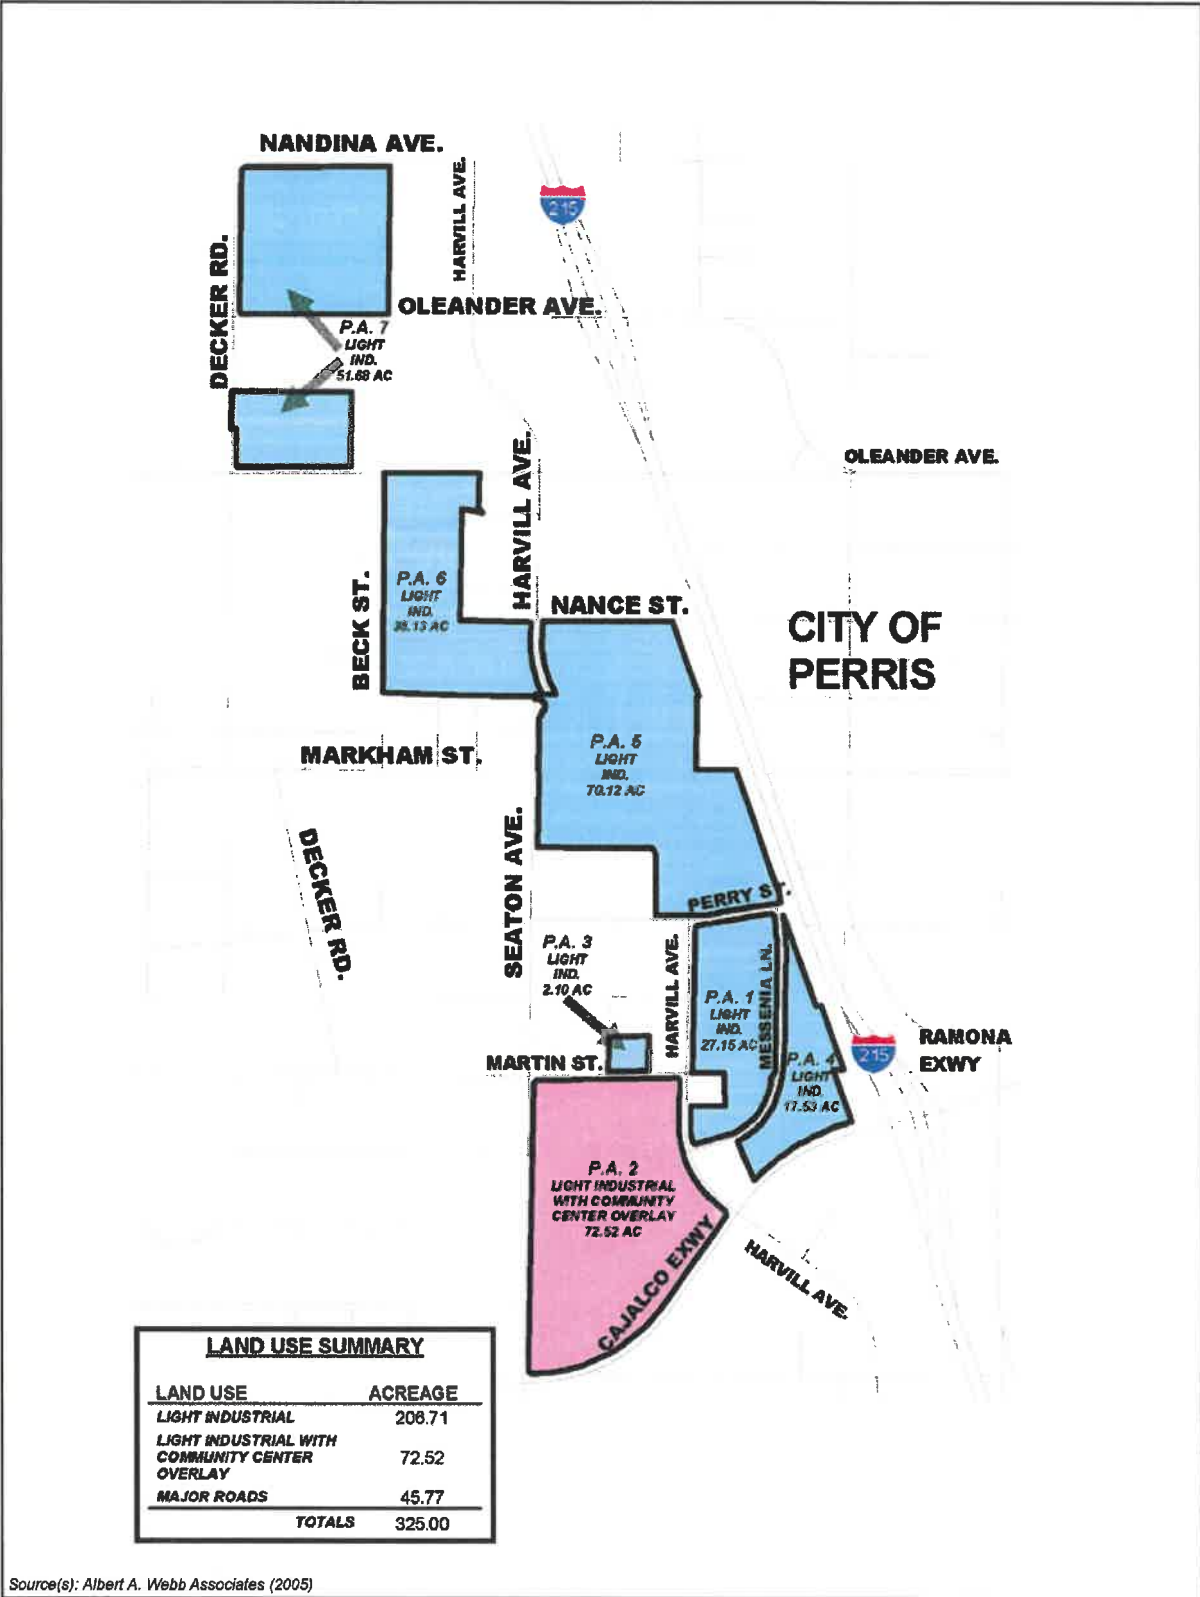 NANDINA AVE.
HARVILL AVE.
215
DECKER RD.
OLEANDER AVE.
P.A. 7
LIGHT
IND.
51.68 AC
OLEANDER AVE.
HARVILL AVE.
P.A. 6
LIGHT
IND.
38.13 AC
BECK ST.
NANCE ST.
CITY OF
PERRIS
MARKHAM ST.
P.A. 5
LIGHT
IND.
70.12 AC
DECKER RD.
SEATON AVE.
PERRY ST.
P.A. 3
LIGHT
IND.
2.10 AC
HARVILL AVE.
P.A. 1
LIGHT
IND.
27.15 AC
MESSENIA LN.
215
RAMONA
EXWY
MARTIN ST.
P.A. 4
LIGHT
IND.
17.53 AC
P.A. 2
LIGHT INDUSTRIAL
WITH COMMUNITY
CENTER OVERLAY
72.52 AC
CAJALCO EXWY
HARVILL AVE.
LAND USE SUMMARY
LAND USE ACREAGE
LIGHT INDUSTRIAL 206.71
LIGHT INDUSTRIAL WITH
COMMUNITY CENTER 72.52
OVERLAY
MAJOR ROADS 45.77
TOTALS 325.00
Source(s): Albert A. Webb Associates (2005)